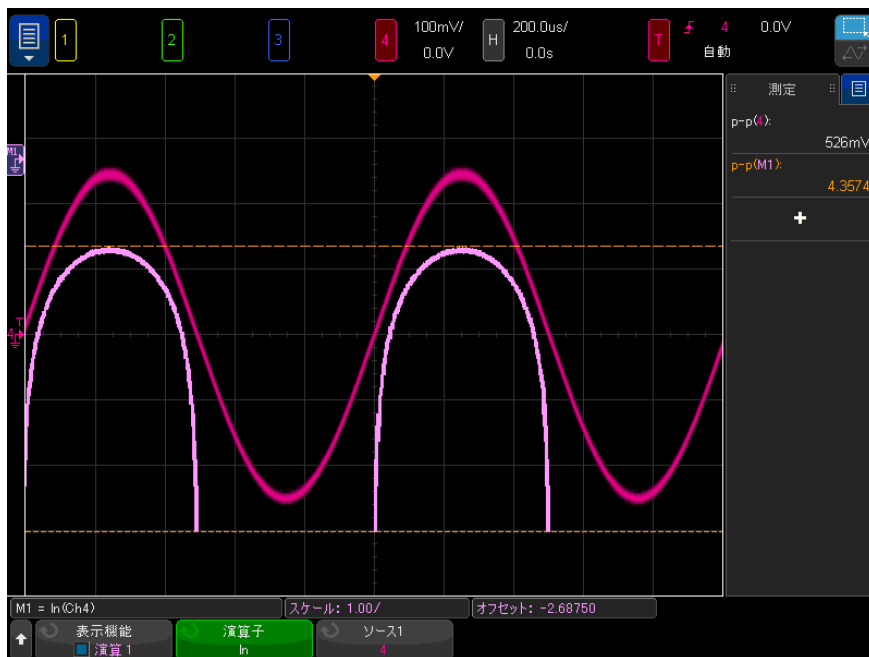 1
2
3
4
100mV/
0.0V
H
200.0us/
0.0s
T
4
0.0V
自動
測定
p-p(4):
526mV
p-p(M1):
4.3574
+
M1
T
4
M1 = ln(Ch4)
スケール: 1.00/
オフセット: -2.68750
表示機能
演算 1
演算子
ln
ソース1
4